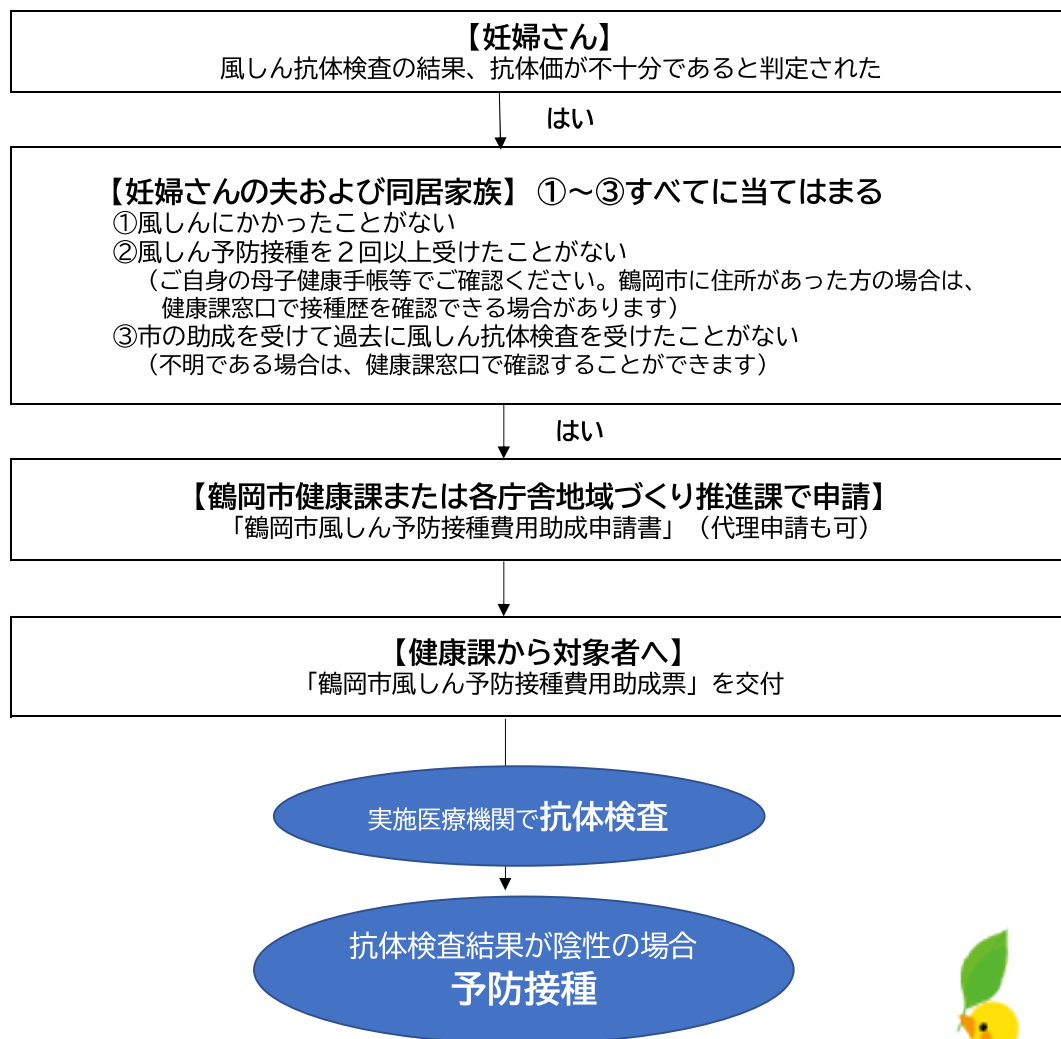 【妊婦さん】
風しん抗体検査の結果、抗体価が不十分であると判定された
はい
【妊婦さんの夫および同居家族】 ①～③すべてに当てはまる
①風しんにかかったことがない
②風しん予防接種を２回以上受けたことがない
（ご自身の母子健康手帳等でご確認ください。鶴岡市に住所があった方の場合は、
健康課窓口で接種歴を確認できる場合があります）
③市の助成を受けて過去に風しん抗体検査を受けたことがない
（不明である場合は、健康課窓口で確認することができます）
はい
【鶴岡市健康課または各庁舎地域づくり推進課で申請】
「鶴岡市風しん予防接種費用助成申請書」（代理申請も可）
【健康課から対象者へ】
「鶴岡市風しん予防接種費用助成票」を交付
実施医療機関で抗体検査
抗体検査結果が陰性の場合
予防接種